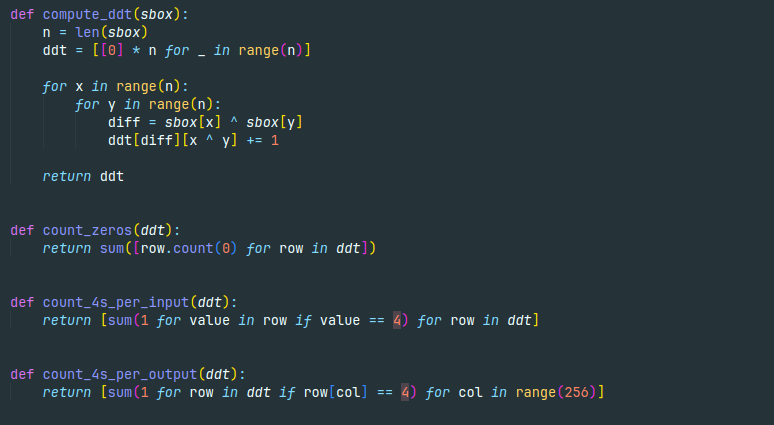 def compute_ddt(sbox):
    n = len(sbox)
    ddt = [[0] * n for _ in range(n)]

    for x in range(n):
        for y in range(n):
            diff = sbox[x] ^ sbox[y]
            ddt[diff][x ^ y] += 1

    return ddt


def count_zeros(ddt):
    return sum([row.count(0) for row in ddt])


def count_4s_per_input(ddt):
    return [sum(1 for value in row if value == 4) for row in ddt]


def count_4s_per_output(ddt):
    return [sum(1 for row in ddt if row[col] == 4) for col in range(256)]